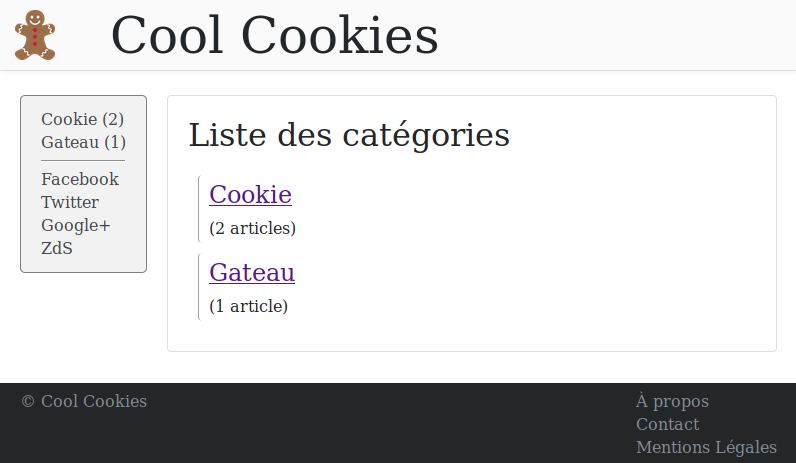 Cool Cookies
Cookie (2)
Gateau (1)
Facebook
Twitter
Google+
ZdS
Liste des catégories
Cookie
(2 articles)
Gateau
(1 article)
© Cool Cookies
À propos
Contact
Mentions Légales